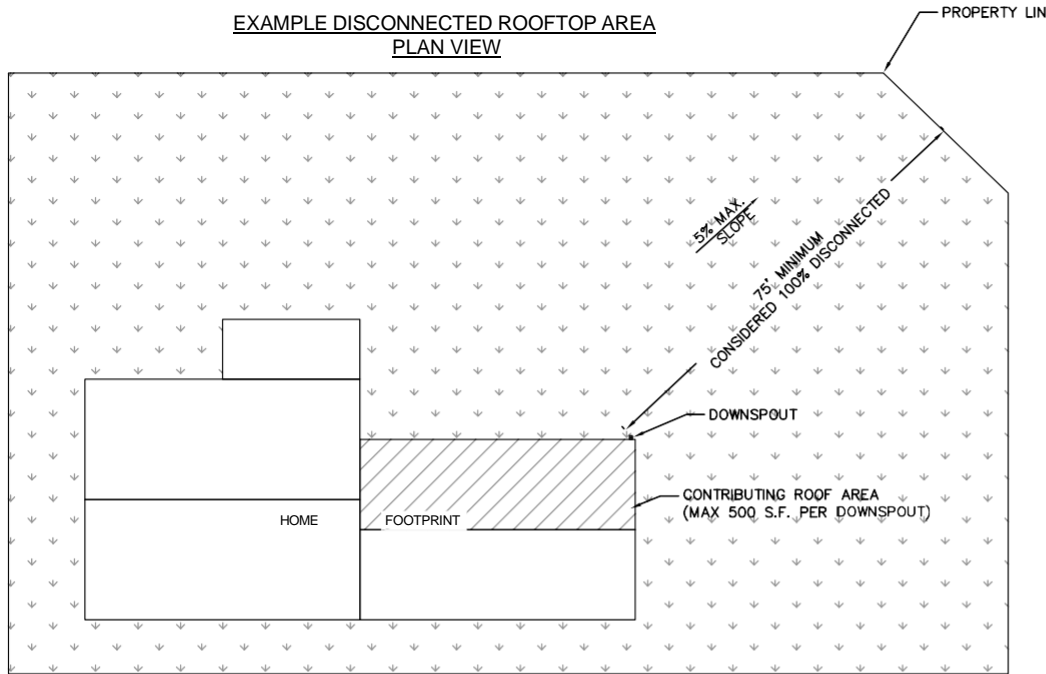 EXAMPLE DISCONNECTED ROOFTOP AREA
PLAN VIEW
PROPERTY LIN
5% MAX.
SLOPE
75' MINIMUM
CONSIDERED 100% DISCONNECTED
DOWNSPOUT
CONTRIBUTING ROOF AREA
(MAX 500 S.F. PER DOWNSPOUT)
HOME FOOTPRINT